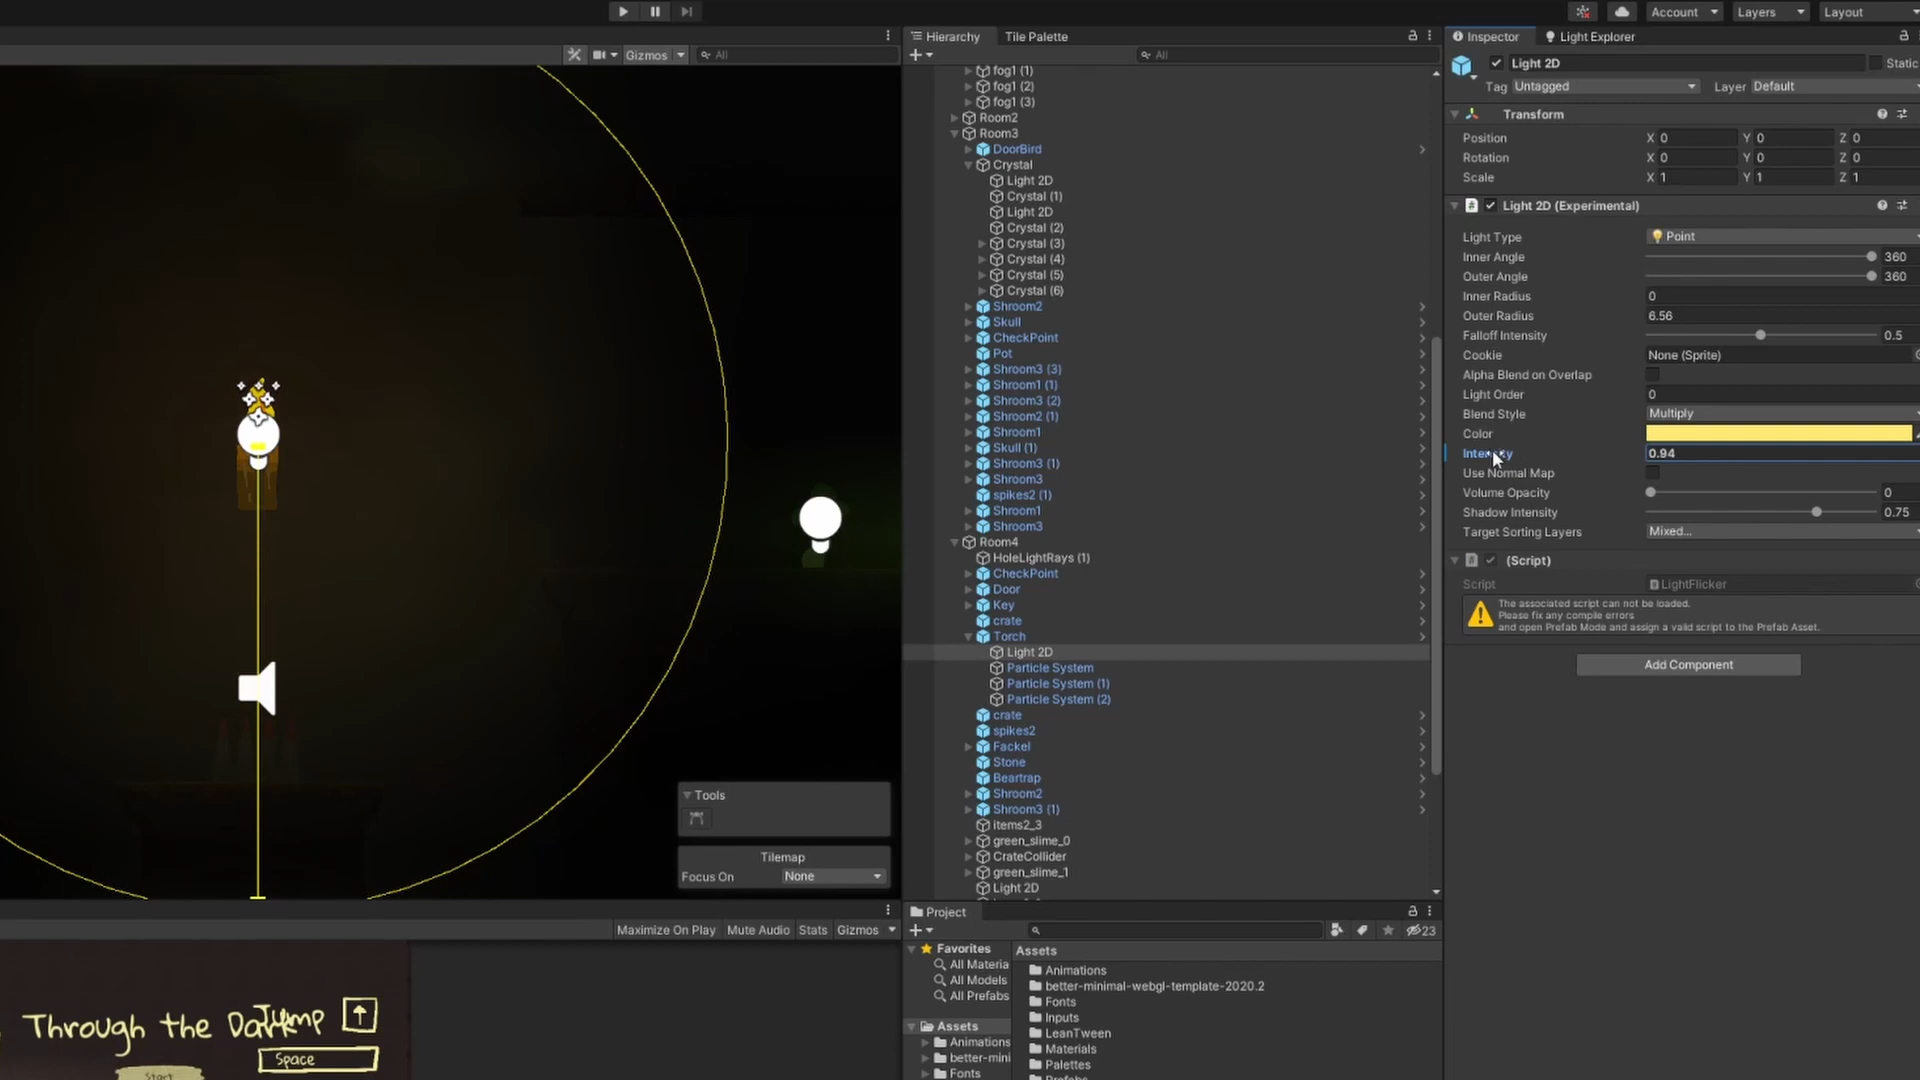 Account
Layers
Layout
Gizmos
All
Hierarchy
Tile Palette
All
fog1 (1)
fog1 (2)
fog1 (3)
Room2
Room3
DoorBird
Crystal
Light 2D
Crystal (1)
Light 2D
Crystal (2)
Crystal (3)
Crystal (4)
Crystal (5)
Crystal (6)
Shroom2
Skull
CheckPoint
Pot
Shroom3 (3)
Shroom1 (1)
Shroom3 (2)
Shroom2 (1)
Shroom1
Skull (1)
Shroom3 (1)
Shroom3
spikes2 (1)
Shroom1
Shroom3
Room4
HoleLightRays (1)
CheckPoint
Door
Key
crate
Torch
Light 2D
Particle System
Particle System (1)
Particle System (2)
crate
spikes2
Fackel
Stone
Beartrap
Shroom2
Shroom3 (1)
items2_3
green_slime_0
CrateCollider
green_slime_1
Light 2D
Inspector
Light Explorer
Light 2D
Static
Tag Untagged
Layer Default
Transform
Position X 0 Y 0 Z 0
Rotation X 0 Y 0 Z 0
Scale X 1 Y 1 Z 1
# Light 2D (Experimental)
Light Type Point
Inner Angle 360
Outer Angle 360
Inner Radius 0
Outer Radius 6.56
Falloff Intensity 0.5
Cookie None (Sprite)
Alpha Blend on Overlap
Light Order 0
Blend Style Multiply
Color
Intensity 0.94
Use Normal Map
Volume Opacity 0
Shadow Intensity 0.75
Target Sorting Layers Mixed...
# (Script)
Script LightFlicker
The associated script can not be loaded.
Please fix any compile errors
and open Prefab Mode and assign a valid script to the Prefab Asset.
Add Component
Tools
Tilemap
Focus On None
Maximize On Play
Mute Audio
Stats
Gizmos
Through the Dark
Jump
Space
Start
Project
23
Favorites
All Materia
All Models
All Prefabs
Assets
Animations
better-mini
Fonts
Assets
Animations
better-minimal-webgl-template-2020.2
Fonts
Inputs
LeanTween
Materials
Palettes
Prefabs